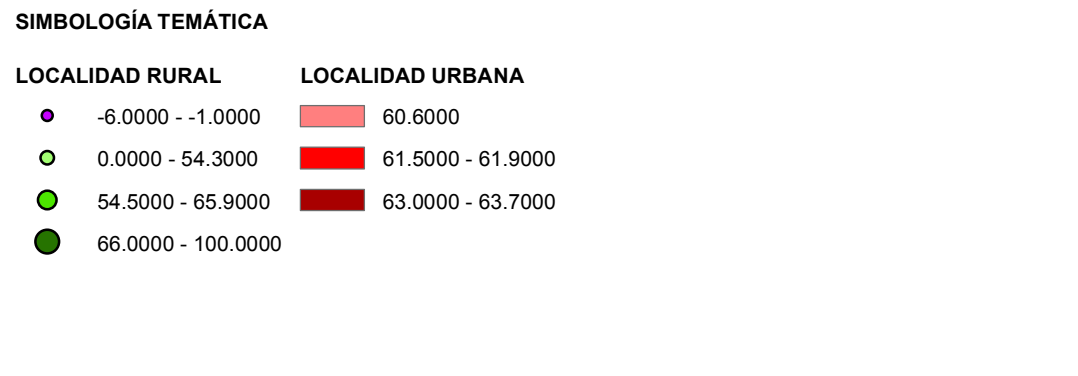 SIMBOLOGÍA TEMÁTICA
LOCALIDAD RURAL
-6.0000 - -1.0000
0.0000 - 54.3000
54.5000 - 65.9000
66.0000 - 100.0000
LOCALIDAD URBANA
60.6000
61.5000 - 61.9000
63.0000 - 63.7000